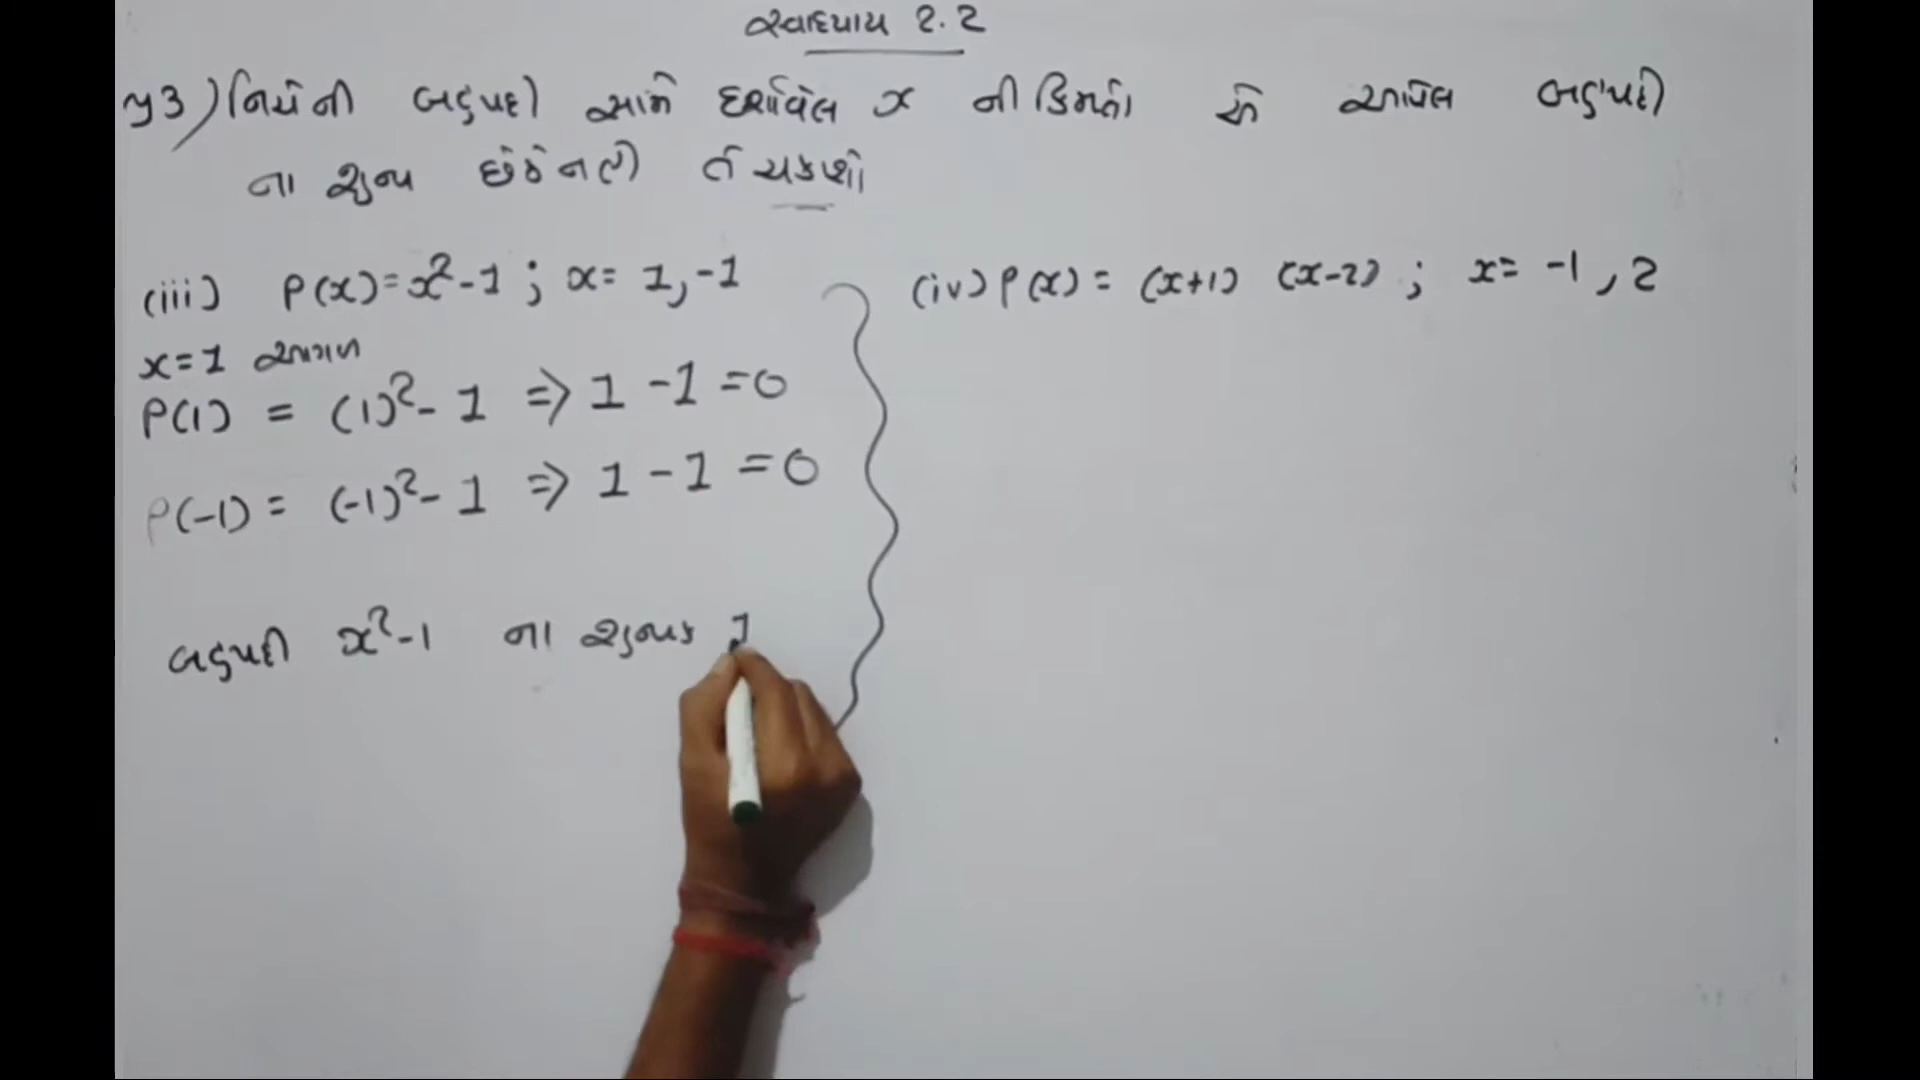 સ્વાધ્યાય 2.2
પ્ર3) નિચેની બહુપદી સામે દર્શાવેલ x ની કિંમતો એ આપેલ બહુપદી
ના શુન્ય છેકે નહી તે ચકાશો
(iii) P(x)=x²-1 ; x= 1,-1
x=1 આગળ
P(1) = (1)²- 1 ⇒ 1 -1 =0
P(-1) = (-1)²- 1 ⇒ 1 -1 =0
બહુપદી x²-1 ના શુન્યક 1
(iv) P(x) = (x+1) (x-2) ; x= -1 , 2